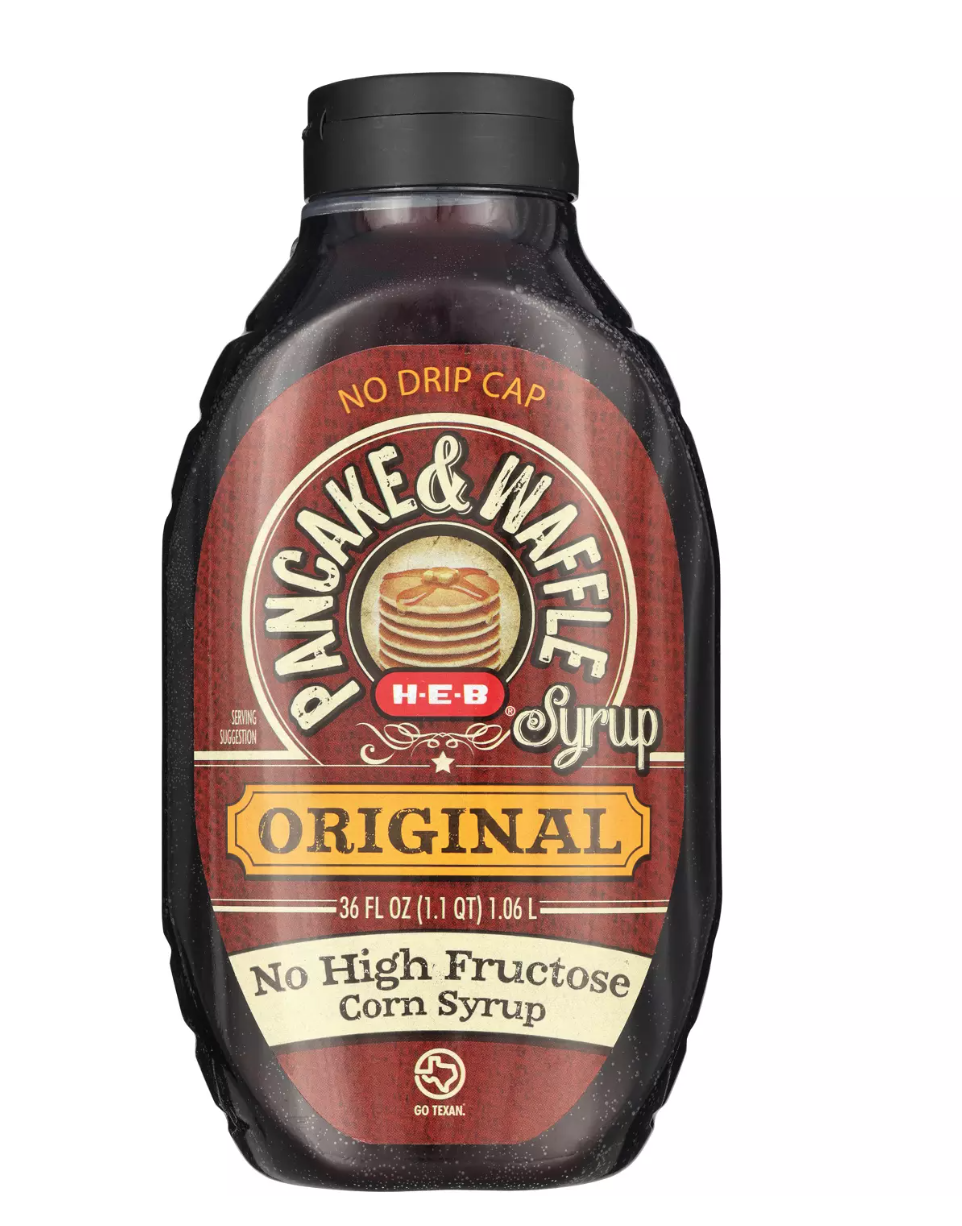 NO DRIP CAP
PANCAKE & WAFFLE
H-E-B®
Syrup
SERVING
SUGGESTION
ORIGINAL
36 FL OZ (1.1 QT) 1.06 L
No High Fructose
Corn Syrup
GO TEXAN.